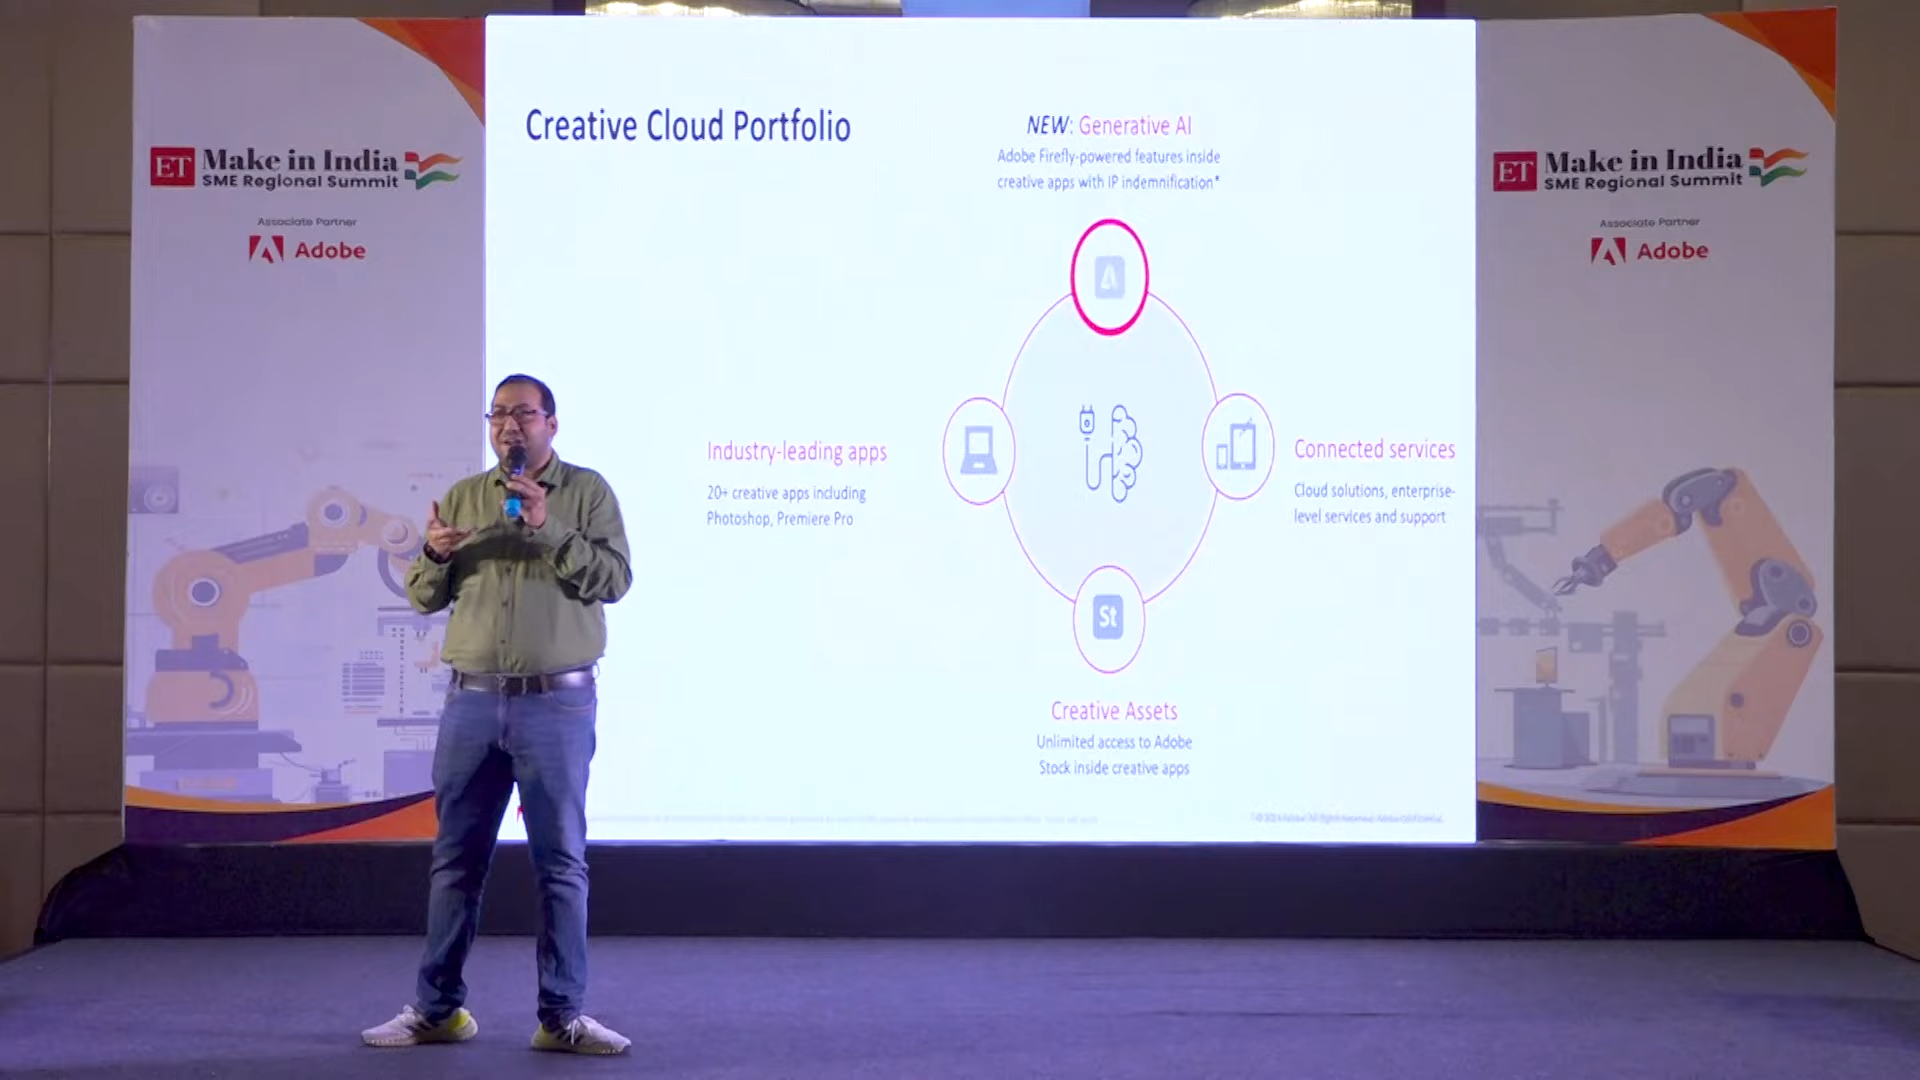 ET Make in India
SME Regional Summit
Associate Partner
Adobe
Creative Cloud Portfolio
NEW: Generative AI
Adobe Firefly-powered features inside
creative apps with IP indemnification*
Industry-leading apps
20+ creative apps including
Photoshop, Premiere Pro
Connected services
Cloud solutions, enterprise-
level services and support
St
Creative Assets
Unlimited access to Adobe
Stock inside creative apps
ET Make in India
SME Regional Summit
Associate Partner
Adobe